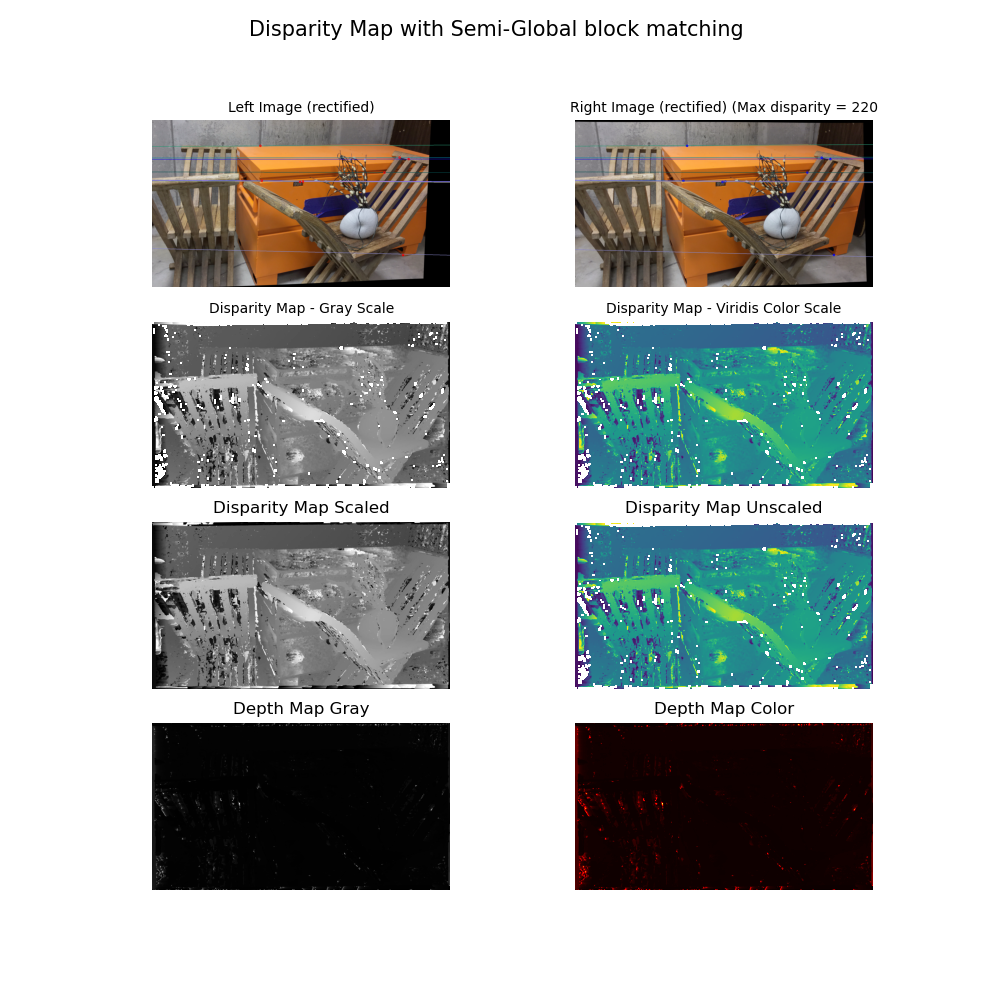 Disparity Map with Semi-Global block matching
Left Image (rectified)
Right Image (rectified) (Max disparity = 220
Disparity Map - Gray Scale
Disparity Map - Viridis Color Scale
Disparity Map Scaled
Disparity Map Unscaled
Depth Map Gray
Depth Map Color